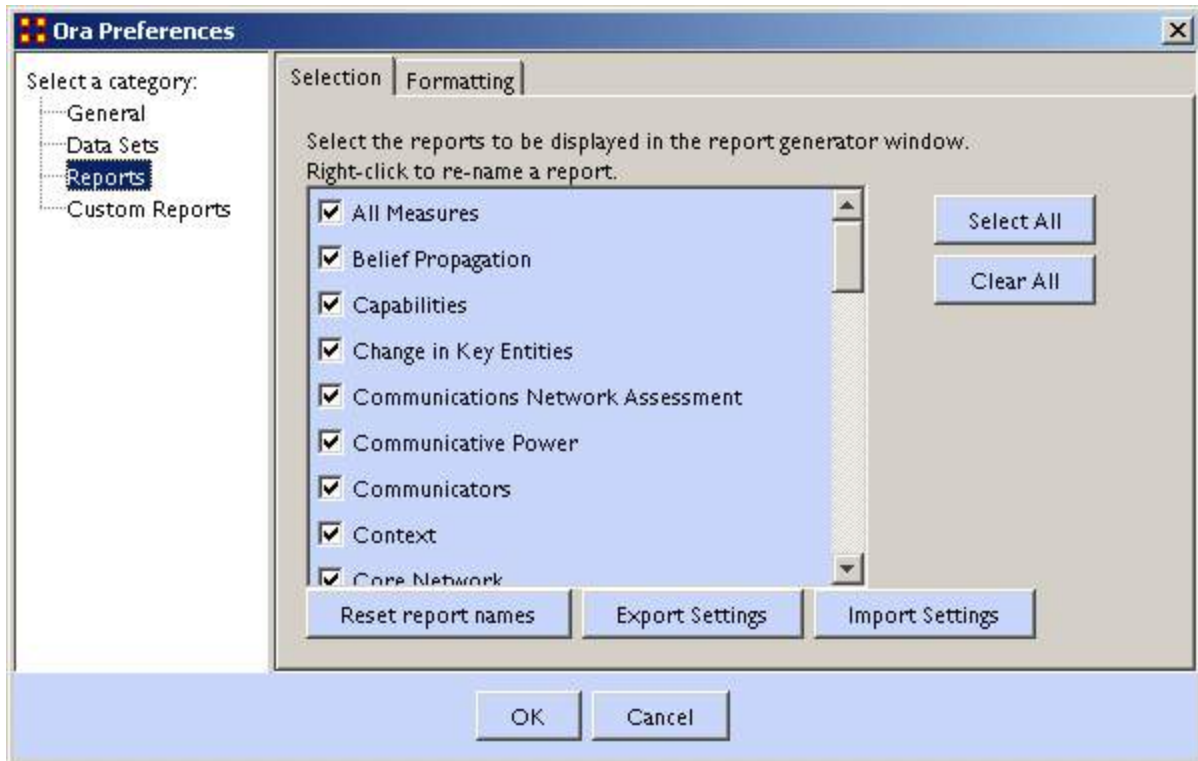 Ora Preferences
Select a category:
General
Data Sets
Reports
Custom Reports
Selection
Formatting
Select the reports to be displayed in the report generator window.
Right-click to re-name a report.
All Measures
Belief Propagation
Capabilities
Change in Key Entities
Communications Network Assessment
Communicative Power
Communicators
Context
Core Network
Select All
Clear All
Reset report names
Export Settings
Import Settings
OK
Cancel